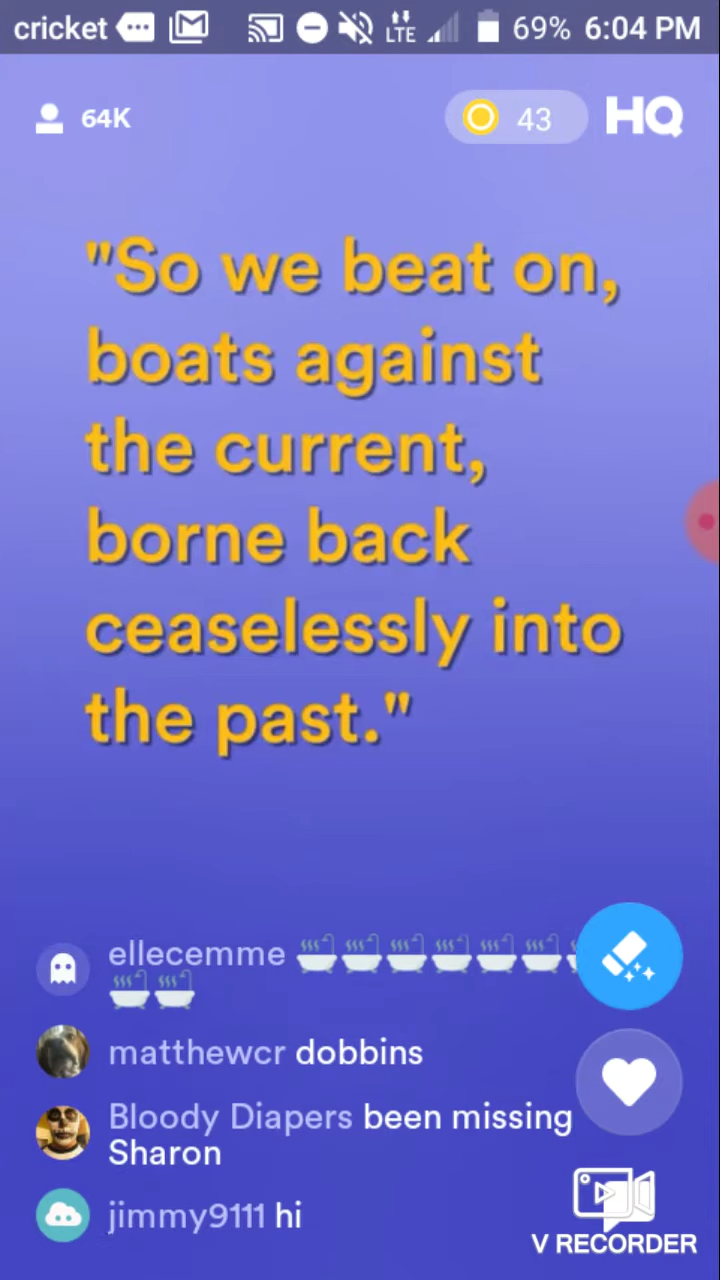 cricket LTE 69% 6:04 PM
64K 43 HQ
"So we beat on,
boats against
the current,
borne back
ceaselessly into
the past."
ellecemme
matthewcr dobbins
Bloody Diapers been missing
Sharon
jimmy9111 hi
V RECORDER